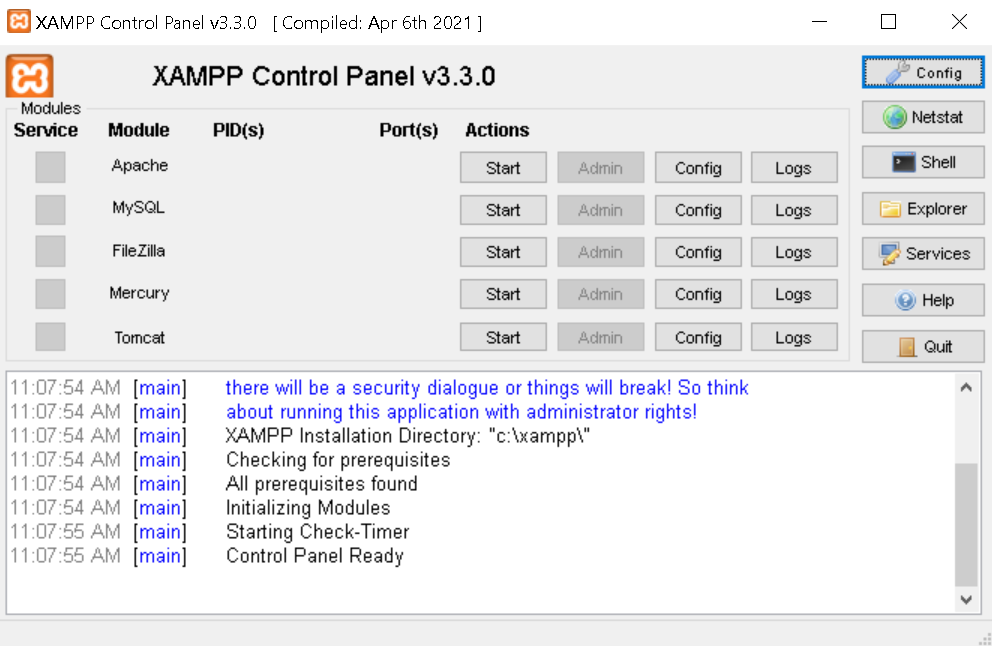 XAMPP Control Panel v3.3.0 [ Compiled: Apr 6th 2021 ]
XAMPP Control Panel v3.3.0
Config
Modules
Service Module PID(s) Port(s) Actions
Netstat
Apache Start Admin Config Logs
Shell
MySQL Start Admin Config Logs
Explorer
FileZilla Start Admin Config Logs
Services
Mercury Start Admin Config Logs
Help
Tomcat Start Admin Config Logs
Quit
11:07:54 AM [main] there will be a security dialogue or things will break! So think
11:07:54 AM [main] about running this application with administrator rights!
11:07:54 AM [main] XAMPP Installation Directory: "c:\xampp\"
11:07:54 AM [main] Checking for prerequisites
11:07:54 AM [main] All prerequisites found
11:07:54 AM [main] Initializing Modules
11:07:55 AM [main] Starting Check-Timer
11:07:55 AM [main] Control Panel Ready